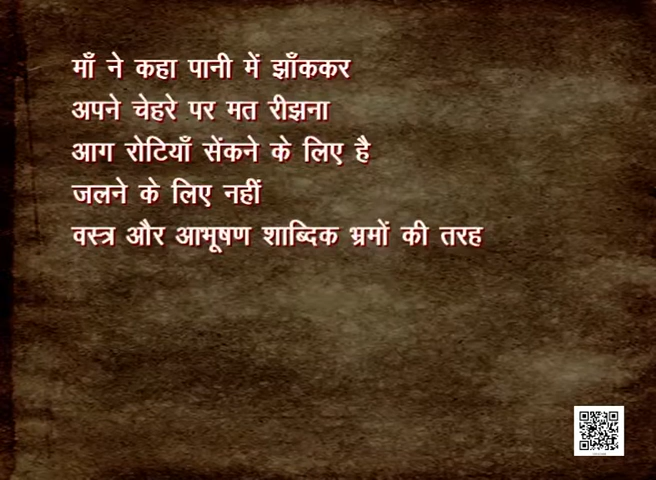 माँ ने कहा पानी में झाँककर
अपने चेहरे पर मत रीझना
आग रोटियाँ सेंकने के लिए है
जलने के लिए नहीं
वस्त्र और आभूषण शाब्दिक भ्रमों की तरह